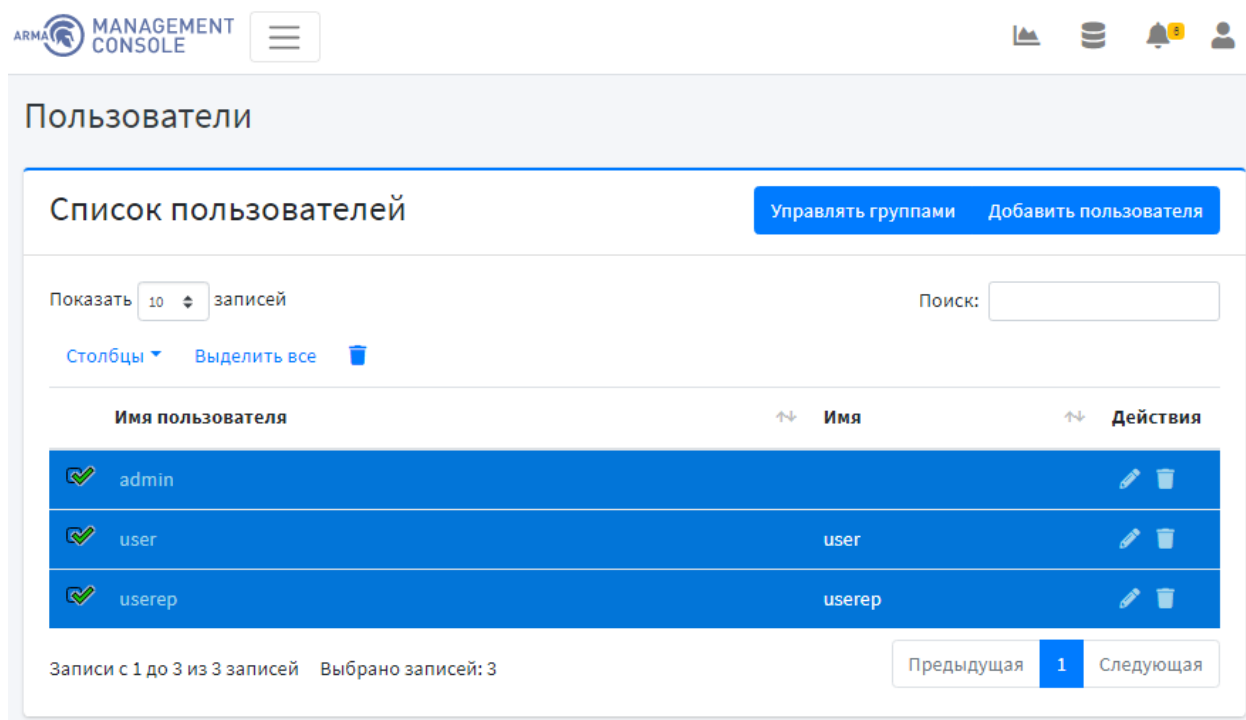 ARMA MANAGEMENT CONSOLE
8
Пользователи
Список пользователей Управлять группами Добавить пользователя
Показать 10 записей Поиск:
Столбцы Выделить все
Имя пользователя Имя Действия
admin
user user
userep userep
Записи с 1 до 3 из 3 записей Выбрано записей: 3 Предыдущая 1 Следующая